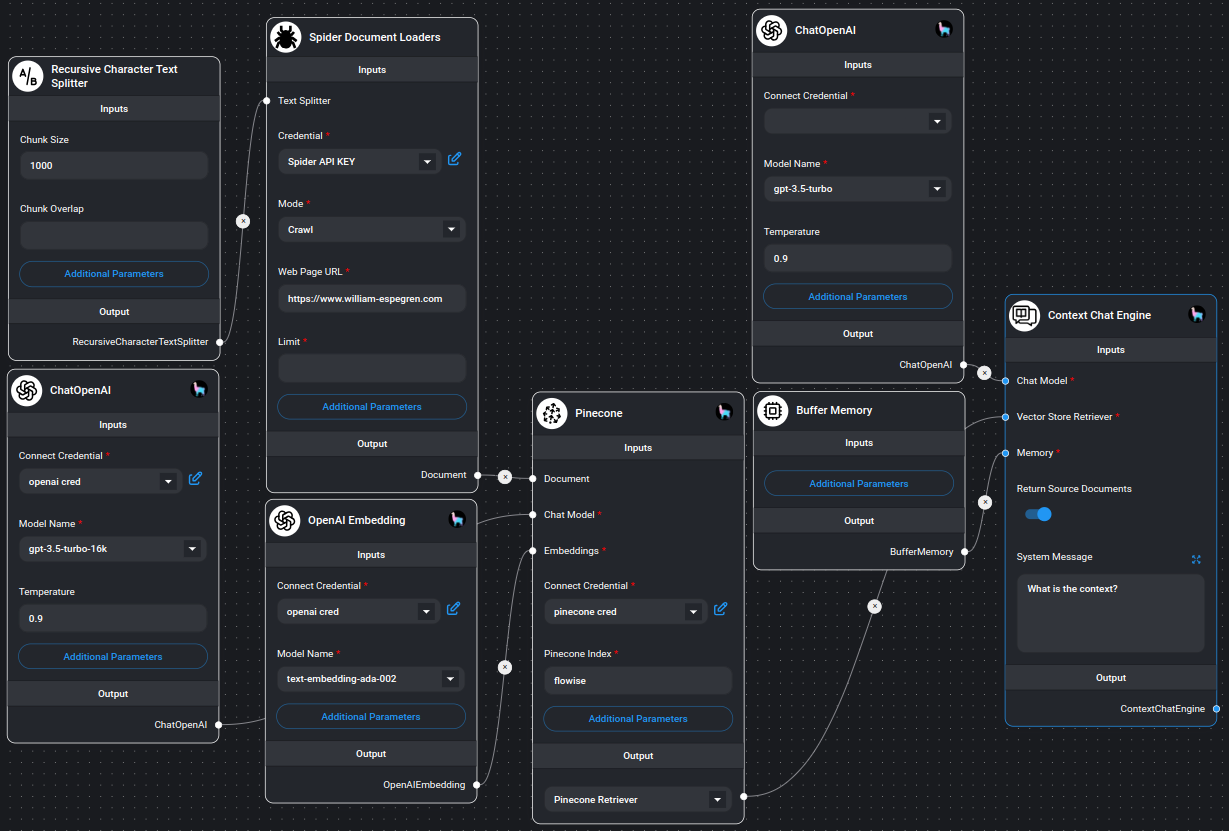 Recursive Character Text
Splitter
Inputs
Chunk Size
1000
Chunk Overlap
Additional Parameters
Output
RecursiveCharacterTextSplitter
ChatOpenAI
Inputs
Connect Credential *
openai cred
Model Name *
gpt-3.5-turbo-16k
Temperature
0.9
Additional Parameters
Output
ChatOpenAI
Spider Document Loaders
Inputs
Text Splitter
Credential *
Spider API KEY
Mode *
Crawl
Web Page URL *
https://www.william-espegren.com
Limit *
Additional Parameters
Output
Document
OpenAI Embedding
Inputs
Connect Credential *
openai cred
Model Name *
text-embedding-ada-002
Additional Parameters
Output
OpenAIEmbedding
Pinecone
Inputs
Document
Chat Model *
Embeddings *
Connect Credential *
pinecone cred
Pinecone Index *
flowise
Additional Parameters
Output
Pinecone Retriever
ChatOpenAI
Inputs
Connect Credential *
Model Name *
gpt-3.5-turbo
Temperature
0.9
Additional Parameters
Output
ChatOpenAI
Buffer Memory
Inputs
Additional Parameters
Output
BufferMemory
Context Chat Engine
Inputs
Chat Model *
Vector Store Retriever *
Memory *
Return Source Documents
System Message
What is the context?
Output
ContextChatEngine